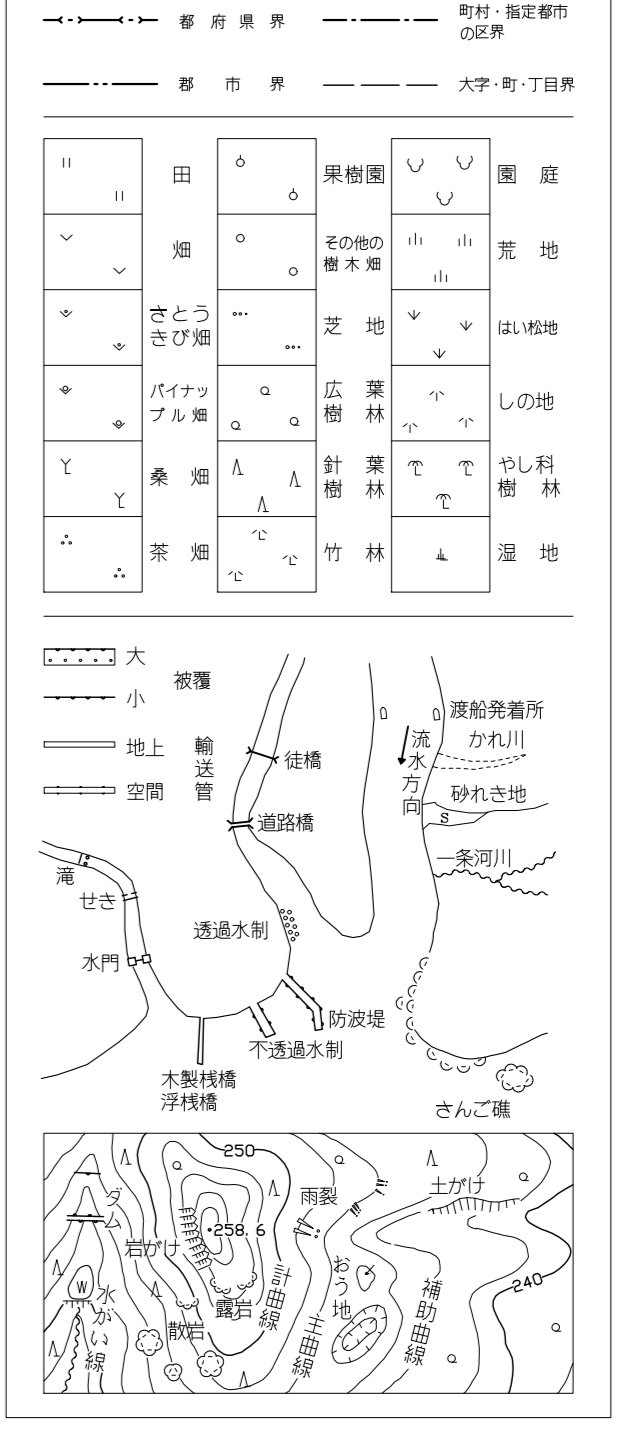 都府県界
町村・指定都市
の区界
郡市界
大字・町・丁目界
田
果樹園
園庭
畑
その他の
樹木畑
荒地
さとう
きび畑
芝地
はい松地
パイナッ
プル畑
広葉
樹林
しの地
桑畑
針葉
樹林
やし科
樹林
茶畑
竹林
湿地
大
被覆
小
地上
輸送管
空間
徒橋
道路橋
渡船発着所
流水方向
かれ川
砂れき地
S
一条河川
滝
せき
水門
透過水制
防波堤
不透過水制
木製桟橋
浮桟橋
さんご礁
250
雨裂
土がけ
ダム
258.6
岩がけ
おう地
計曲線
240
W
水がい線
露岩
散岩
主曲線
補助曲線